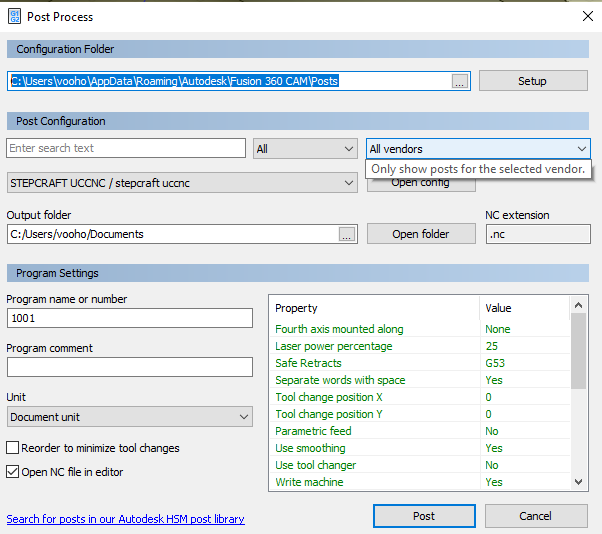 G1
G2
Post Process
Configuration Folder
C:\Users\vooho\AppData\Roaming\Autodesk\Fusion 360 CAM\Posts
...
Setup
Post Configuration
Enter search text
All
All vendors
Only show posts for the selected vendor.
STEPCRAFT UCCNC / stepcraft uccnc
Open config
Output folder
NC extension
C:/Users/vooho/Documents
...
Open folder
.nc
Program Settings
Program name or number
1001
Program comment
Unit
Document unit
Reorder to minimize tool changes
Open NC file in editor
Property Value
Fourth axis mounted along None
Laser power percentage 25
Safe Retracts G53
Separate words with space Yes
Tool change position X 0
Tool change position Y 0
Parametric feed No
Use smoothing Yes
Use tool changer No
Write machine Yes
Search for posts in our Autodesk HSM post library
Post
Cancel